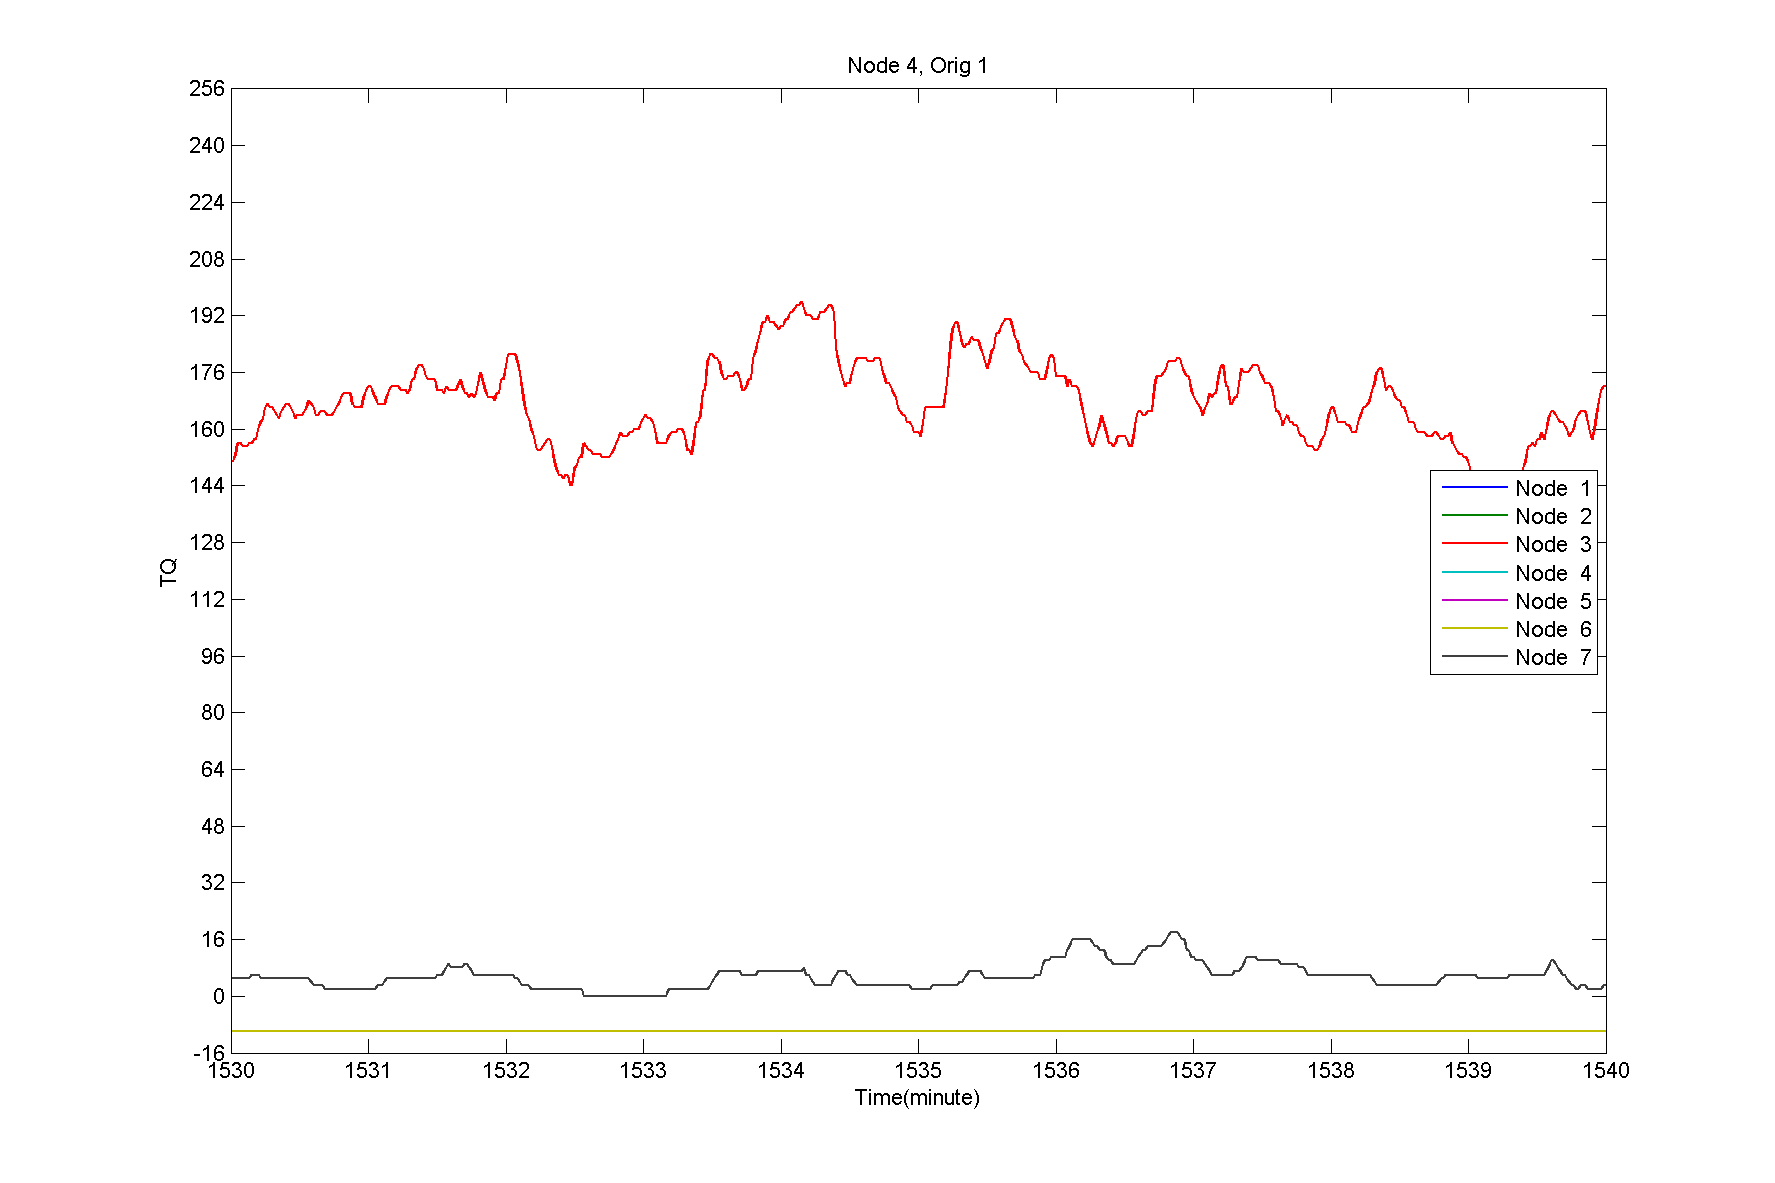 Node 4, Orig 1
256
240
224
208
192
176
160
144
128
112
96
80
64
48
32
16
0
-16
TQ
Node 1
Node 2
Node 3
Node 4
Node 5
Node 6
Node 7
1530 1531 1532 1533 1534 1535 1536 1537 1538 1539 1540
Time(minute)